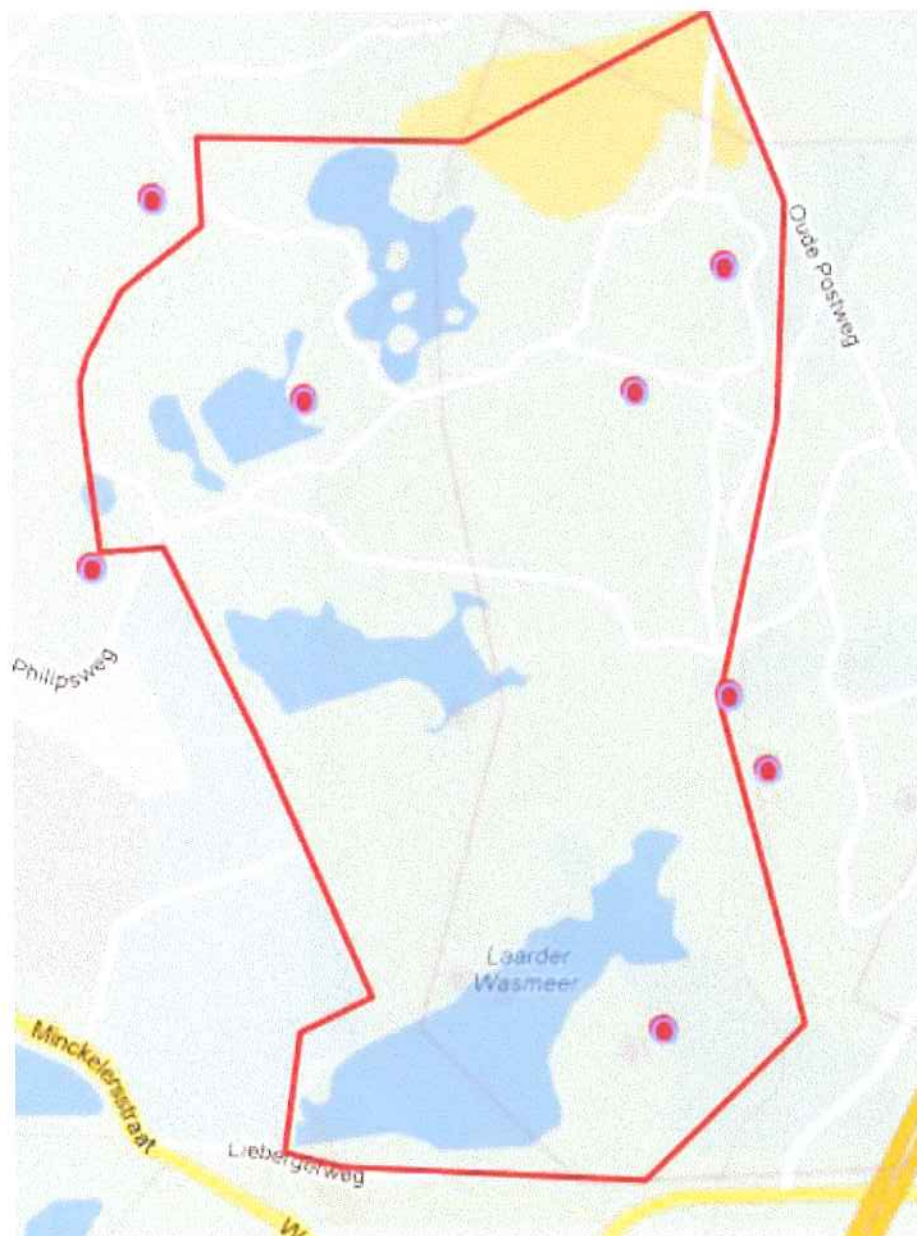 Oude Postweg
Philipsweg
Laarder
Wasmeer
Minckelersstraat
Liebergerweg
W